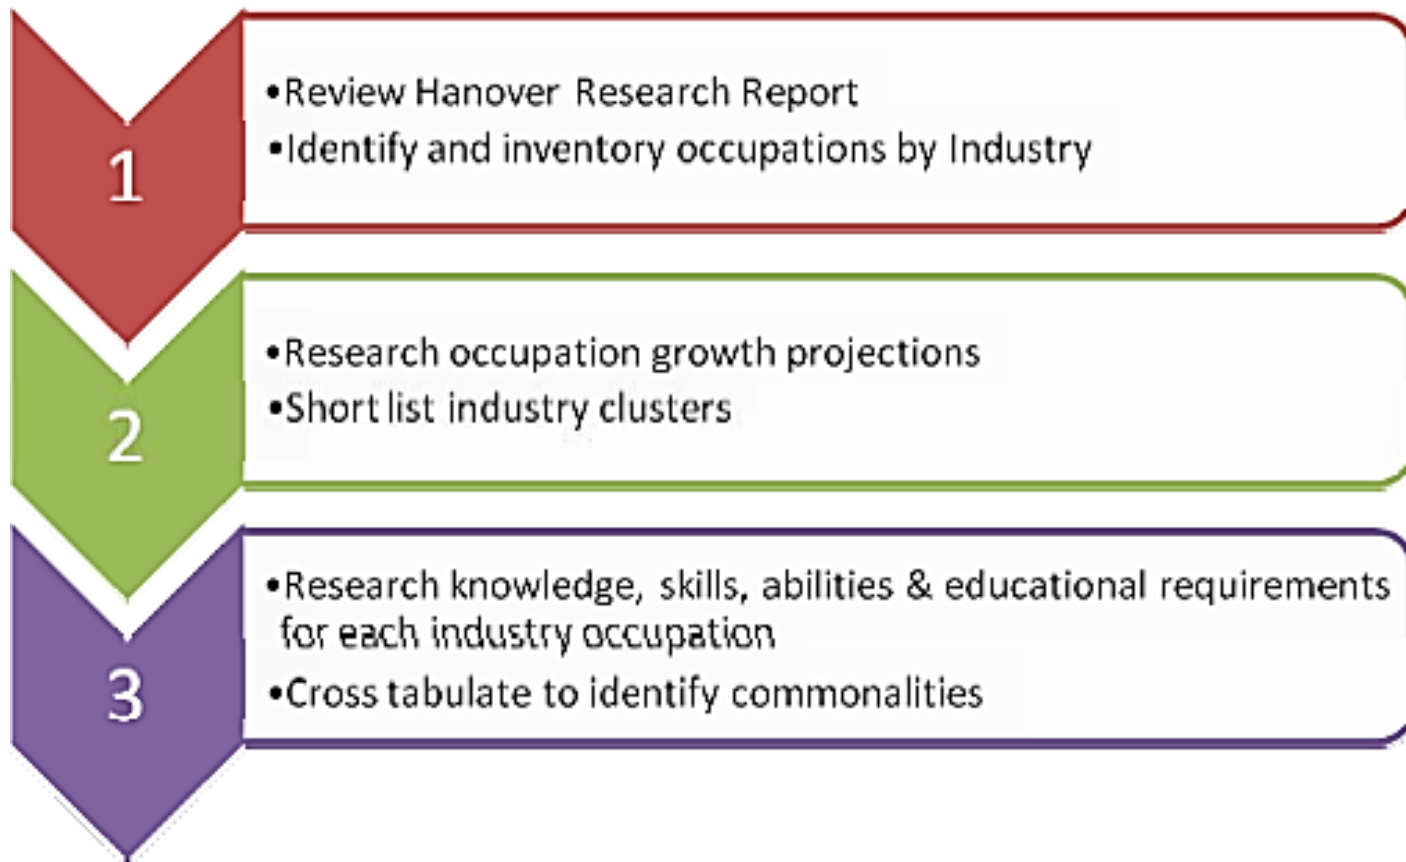 1
•Review Hanover Research Report
•Identify and inventory occupations by Industry
2
•Research occupation growth projections
•Short list industry clusters
3
•Research knowledge, skills, abilities & educational requirements
for each industry occupation
•Cross tabulate to identify commonalities